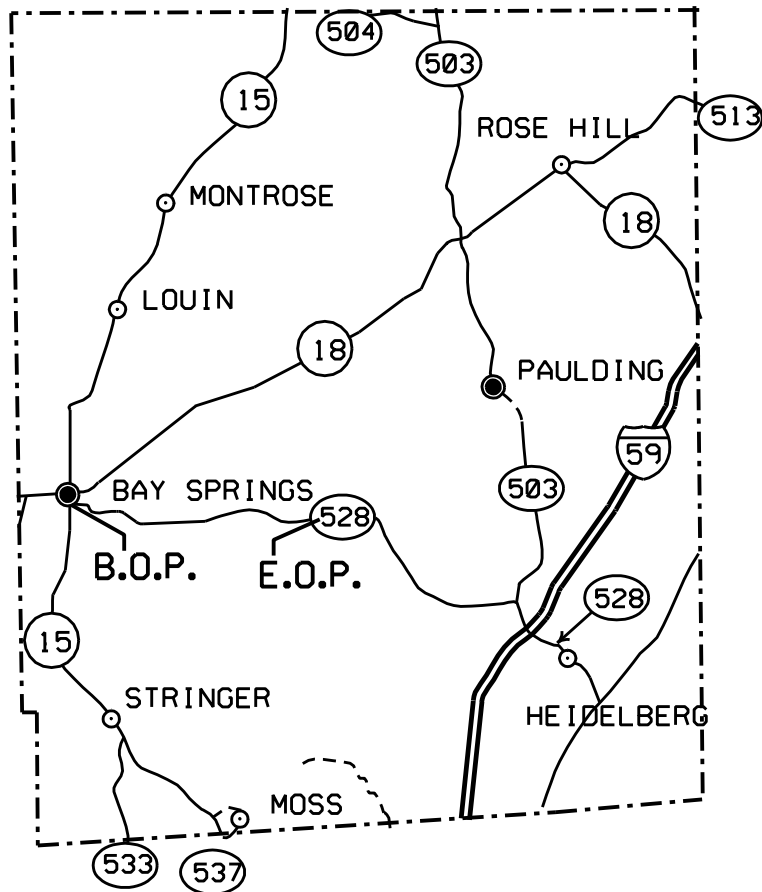 504
503
15
513
ROSE HILL
MONTROSE
18
LOUIN
18
PAULDING
59
BAY SPRINGS
503
528
B.O.P.
E.O.P.
528
15
STRINGER
HEIDELBERG
MOSS
533
537